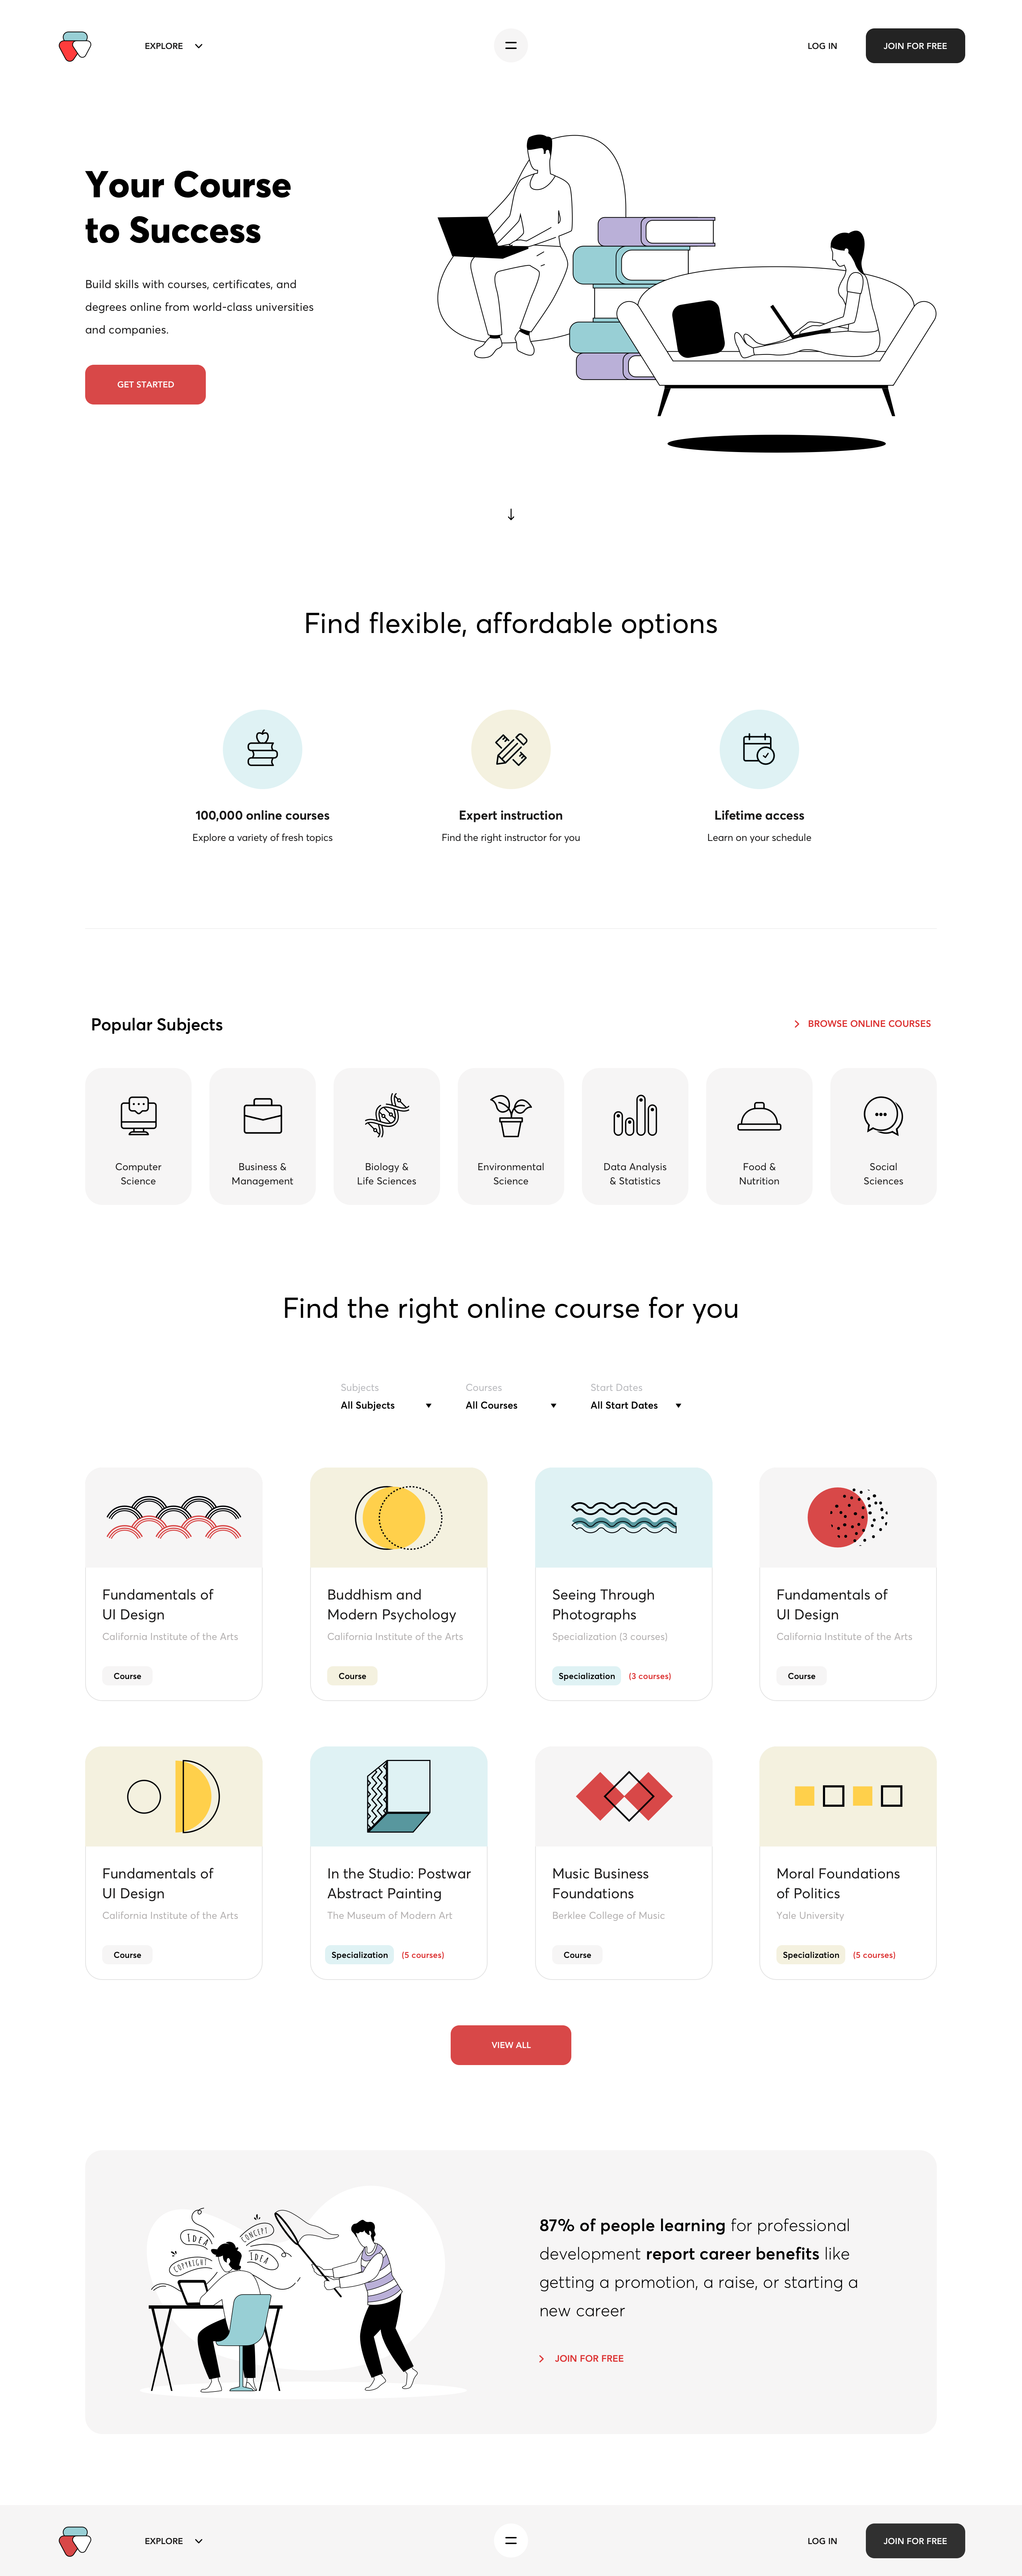 EXPLORE
LOG IN
JOIN FOR FREE
Your Course
to Success
Build skills with courses, certificates, and
degrees online from world-class universities
and companies.
GET STARTED
Find flexible, affordable options
100,000 online courses
Explore a variety of fresh topics
Expert instruction
Find the right instructor for you
Lifetime access
Learn on your schedule
Popular Subjects
BROWSE ONLINE COURSES
Computer
Science
Business &
Management
Biology &
Life Sciences
Environmental
Science
Data Analysis
& Statistics
Food &
Nutrition
Social
Sciences
Find the right online course for you
Subjects
All Subjects
Courses
All Courses
Start Dates
All Start Dates
Fundamentals of
UI Design
California Institute of the Arts
Course
Buddhism and
Modern Psychology
California Institute of the Arts
Course
Seeing Through
Photographs
Specialization (3 courses)
Specialization (3 courses)
Fundamentals of
UI Design
California Institute of the Arts
Course
Fundamentals of
UI Design
California Institute of the Arts
Course
In the Studio: Postwar
Abstract Painting
The Museum of Modern Art
Specialization (5 courses)
Music Business
Foundations
Berklee College of Music
Course
Moral Foundations
of Politics
Yale University
Specialization (5 courses)
VIEW ALL
IDEA
CONCEPT
COPYRIGHT
IDEA
87% of people learning for professional
development report career benefits like
getting a promotion, a raise, or starting a
new career
JOIN FOR FREE
EXPLORE
LOG IN
JOIN FOR FREE